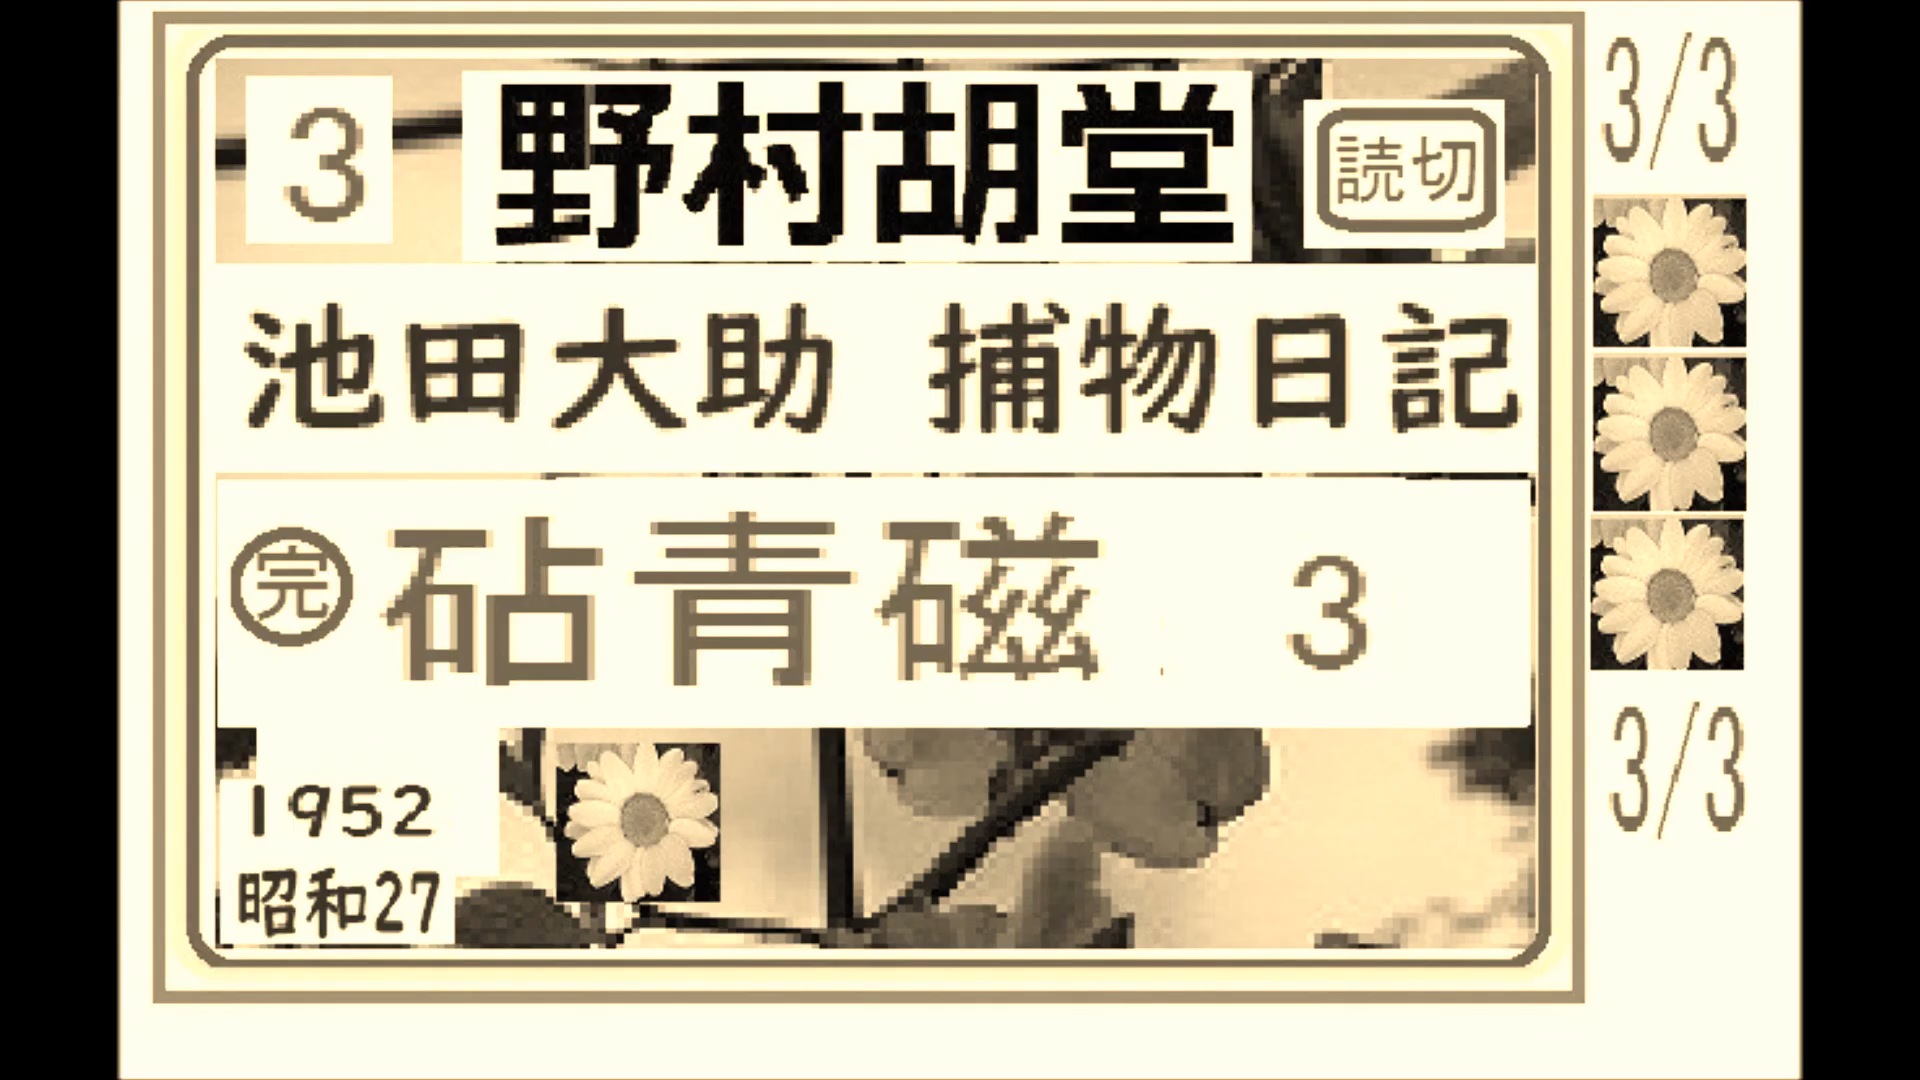 3 野村胡堂 読切
池田大助 捕物日記
完 砧青磁 3
1952
昭和27
3/3
3/3